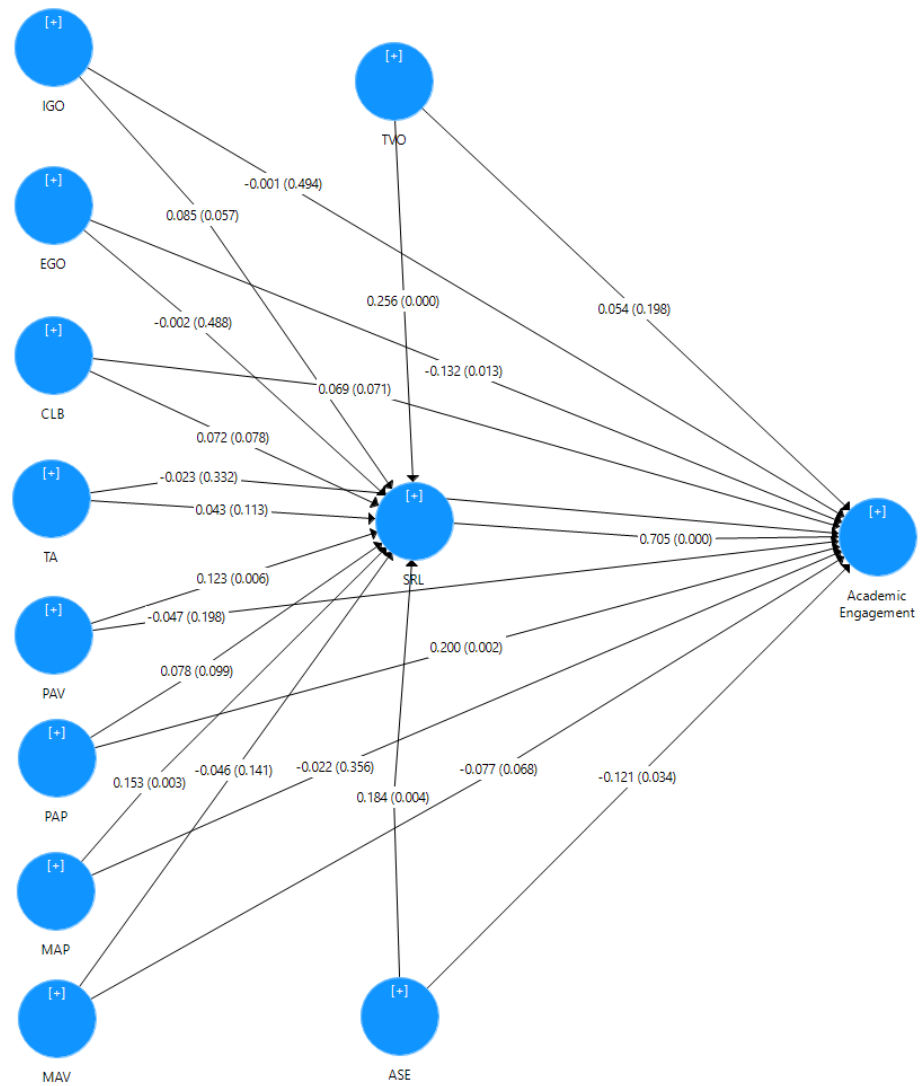 [+]
IGO
[+]
TVO
-0.001 (0.494)
0.085 (0.057)
[+]
EGO
0.256 (0.000)
0.054 (0.198)
-0.002 (0.488)
[+]
CLB
-0.132 (0.013)
0.069 (0.071)
0.072 (0.078)
[+]
TA
-0.023 (0.332)
0.043 (0.113)
[+]
SRL
0.705 (0.000)
[+]
Academic
Engagement
0.123 (0.006)
-0.047 (0.198)
[+]
PAV
0.078 (0.099)
0.200 (0.002)
[+]
PAP
0.153 (0.003)
-0.046 (0.141)
-0.022 (0.356)
-0.077 (0.068)
-0.121 (0.034)
0.184 (0.004)
[+]
MAP
[+]
MAV
[+]
ASE